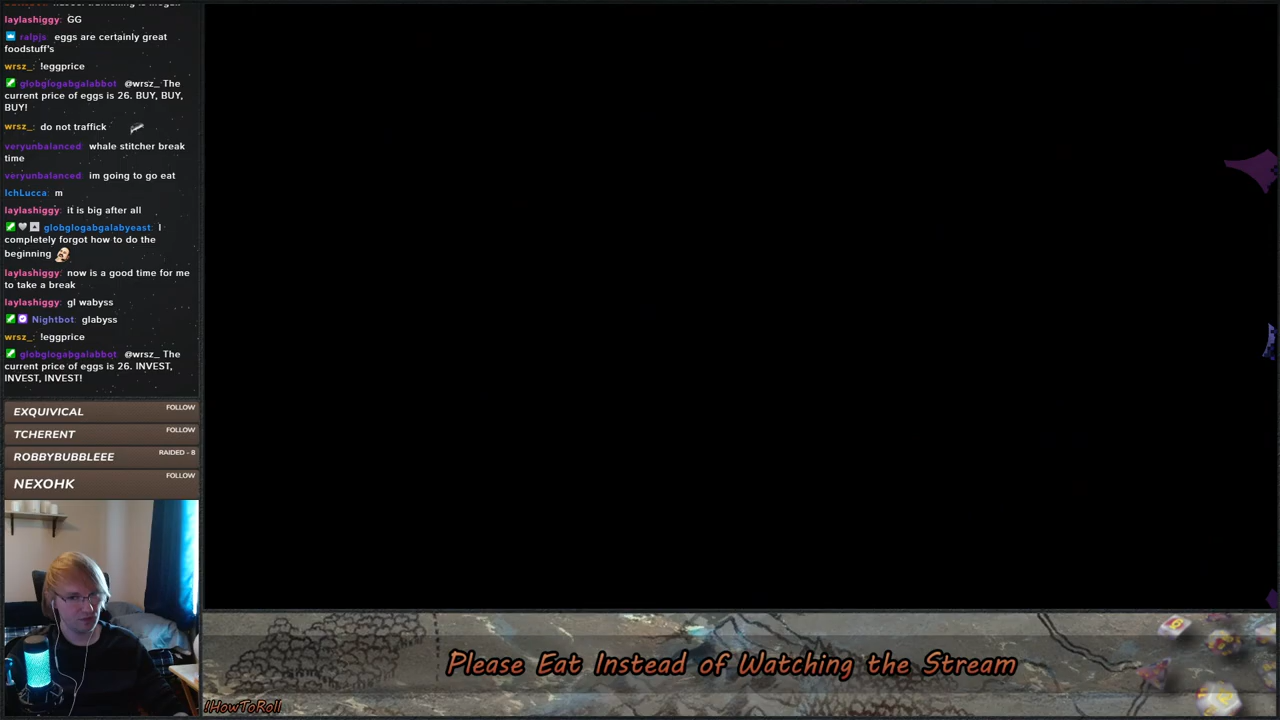 laylashiggy: GG
ralpjs eggs are certainly great
foodstuff's
wrsz_: !eggprice
globglogabgalabbot @wrsz_ The
current price of eggs is 26. BUY, BUY,
BUY!
wrsz_: do not traffick
veryunbalanced whale stitcher break
time
veryunbalanced im going to go eat
IchLucca: m
laylashiggy: it is big after all
globglogabgalabyeast: I
completely forgot how to do the
beginning
laylashiggy: now is a good time for me
to take a break
laylashiggy: gl wabyss
Nightbot: glabyss
wrsz_: !eggprice
globglogabgalabbot @wrsz_ The
current price of eggs is 26. INVEST,
INVEST, INVEST!
EXQUIVICAL FOLLOW
TCHERENT FOLLOW
ROBBYBUBBLEEE RAIDED - 8
NEXOHK FOLLOW
Please Eat Instead of Watching the Stream
!HowToRoll
6